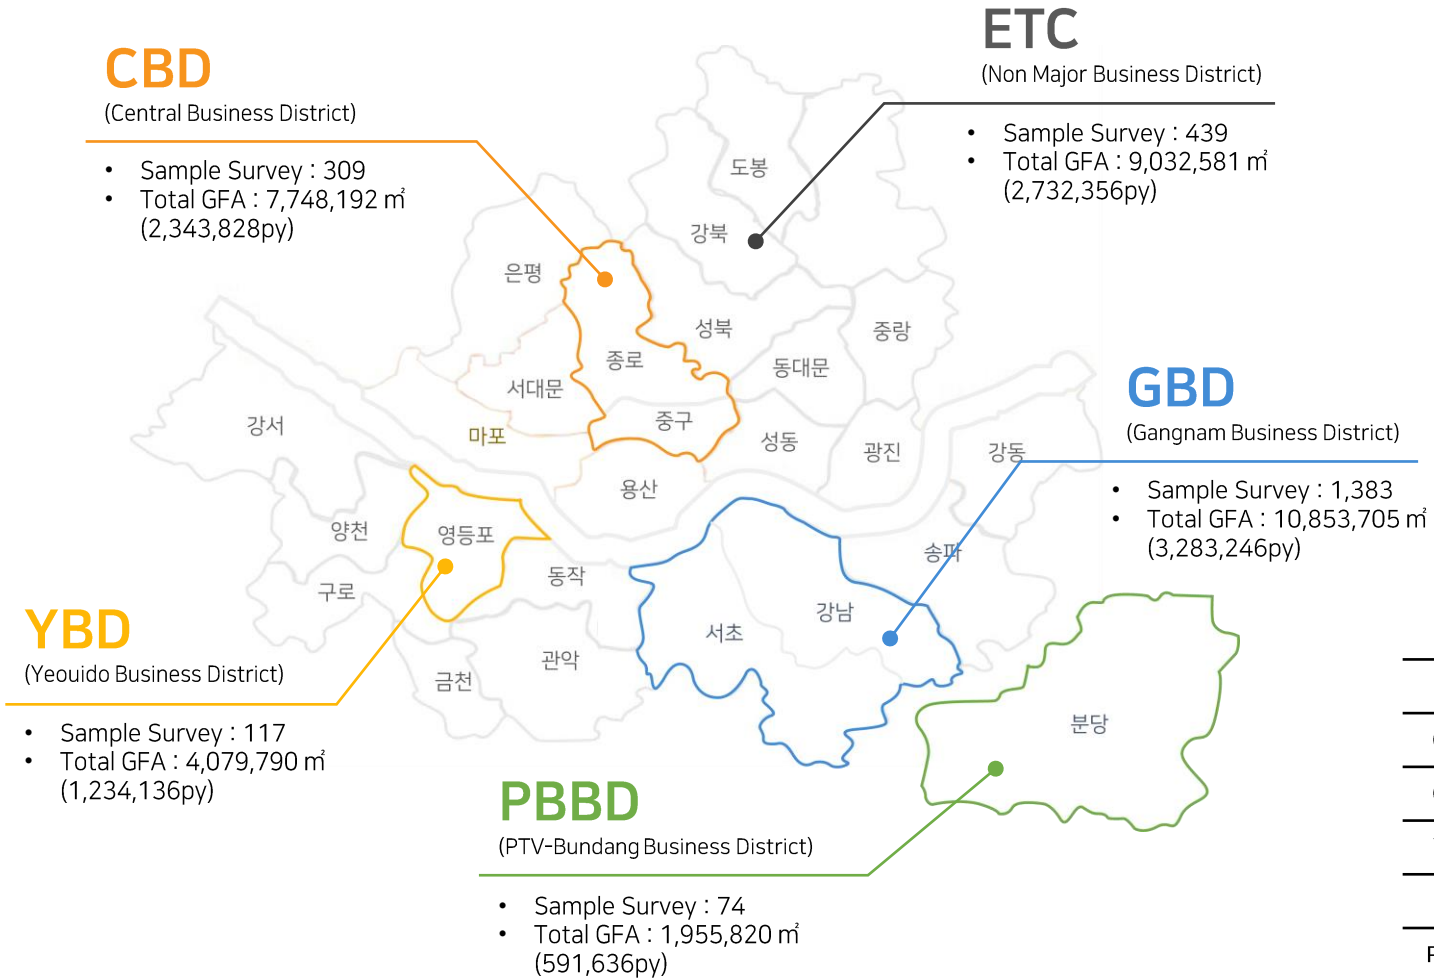 ETC
(Non Major Business District)
• Sample Survey : 439
• Total GFA : 9,032,581 ㎡
(2,732,356py)
CBD
(Central Business District)
• Sample Survey : 309
• Total GFA : 7,748,192 ㎡
(2,343,828py)
도봉
강북
은평
성북
중랑
종로
동대문
서대문
중구
마포
강서
성동
광진
강동
용산
양천
영등포
송파
동작
구로
강남
서초
관악
금천
분당
GBD
(Gangnam Business District)
• Sample Survey : 1,383
• Total GFA : 10,853,705 ㎡
(3,283,246py)
YBD
(Yeouido Business District)
• Sample Survey : 117
• Total GFA : 4,079,790 ㎡
(1,234,136py)
PBBD
(PTV-Bundang Business District)
• Sample Survey : 74
• Total GFA : 1,955,820 ㎡
(591,636py)